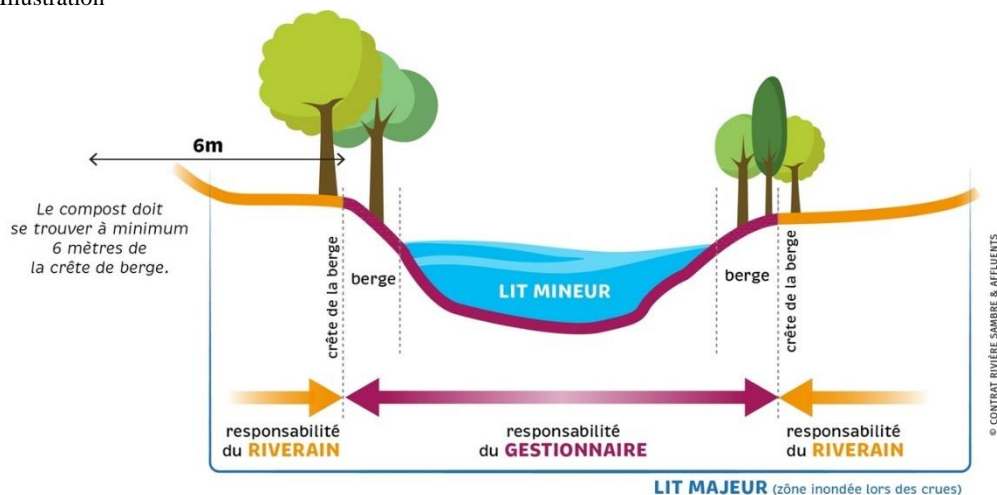 Illustration
6m
Le compost doit
se trouver à minimum
6 mètres de
la crête de berge.
crête de la berge
berge
LIT MINEUR
berge
crête de la berge
responsabilité
du RIVERAIN
responsabilité
du GESTIONNAIRE
responsabilité
du RIVERAIN
LIT MAJEUR (zône inondée lors des crues)
© CONTRAT RIVIÈRE SAMBRE & AFFLUENTS